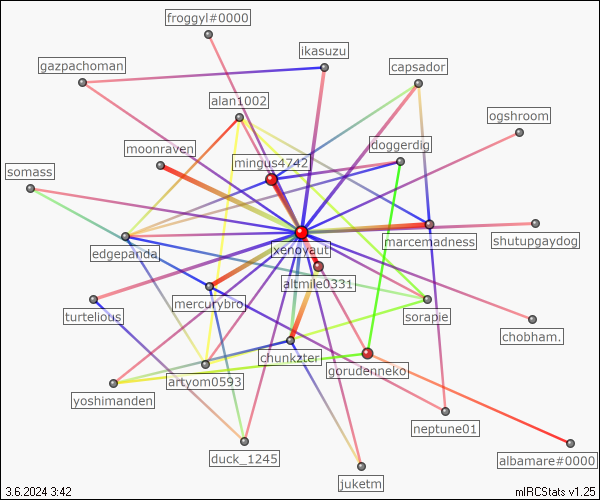 froggyl#0000
ikasuzu
gazpachoman
capsador
alan1002
ogshroom
doggerdig
moonraven
mingus4742
somass
edgepanda
xenoyaut
marcemadness
shutupgaydog
altmile0331
mercurybro
turtelious
sorapie
chobham.
chunkzter
gorudenneko
artyom0593
yoshimanden
neptune01
duck_1245
albamare#0000
juketm
3.6.2024 3:42
mIRCStats v1.25